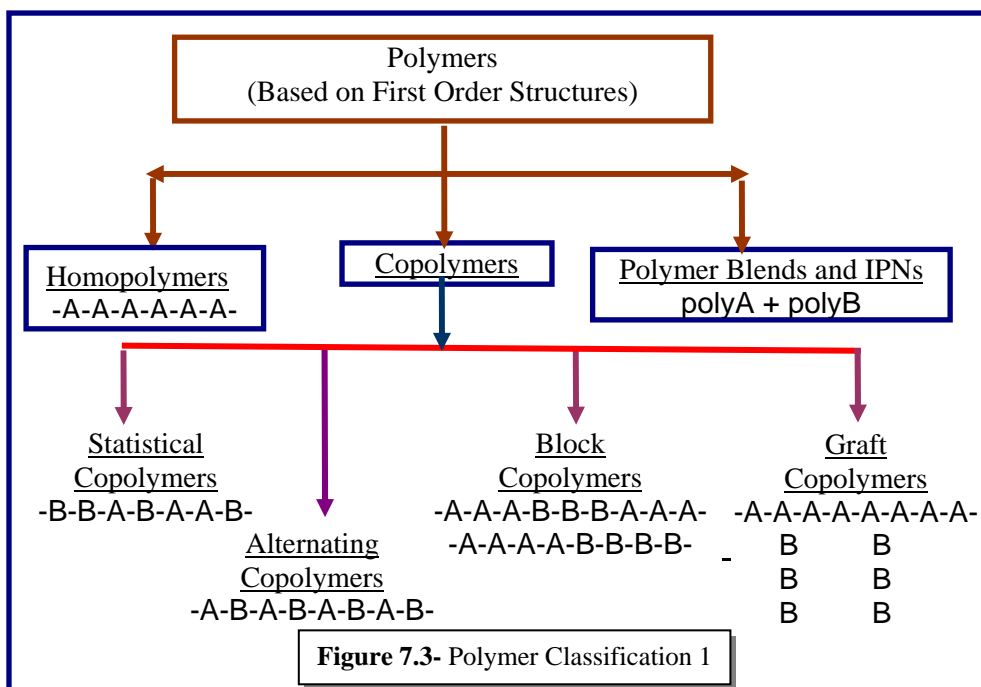 Polymers
(Based on First Order Structures)
Homopolymers
-A-A-A-A-A-A-
Copolymers
Polymer Blends and IPNs
polyA + polyB
Statistical
Copolymers
-B-B-A-B-A-A-B-
Alternating
Copolymers
-A-B-A-B-A-B-A-B-
Block
Copolymers
-A-A-A-B-B-B-A-A-A-
-A-A-A-A-B-B-B-B-
Graft
Copolymers
-A-A-A-A-A-A-A-A-
- B B
B B
B B
Figure 7.3- Polymer Classification 1